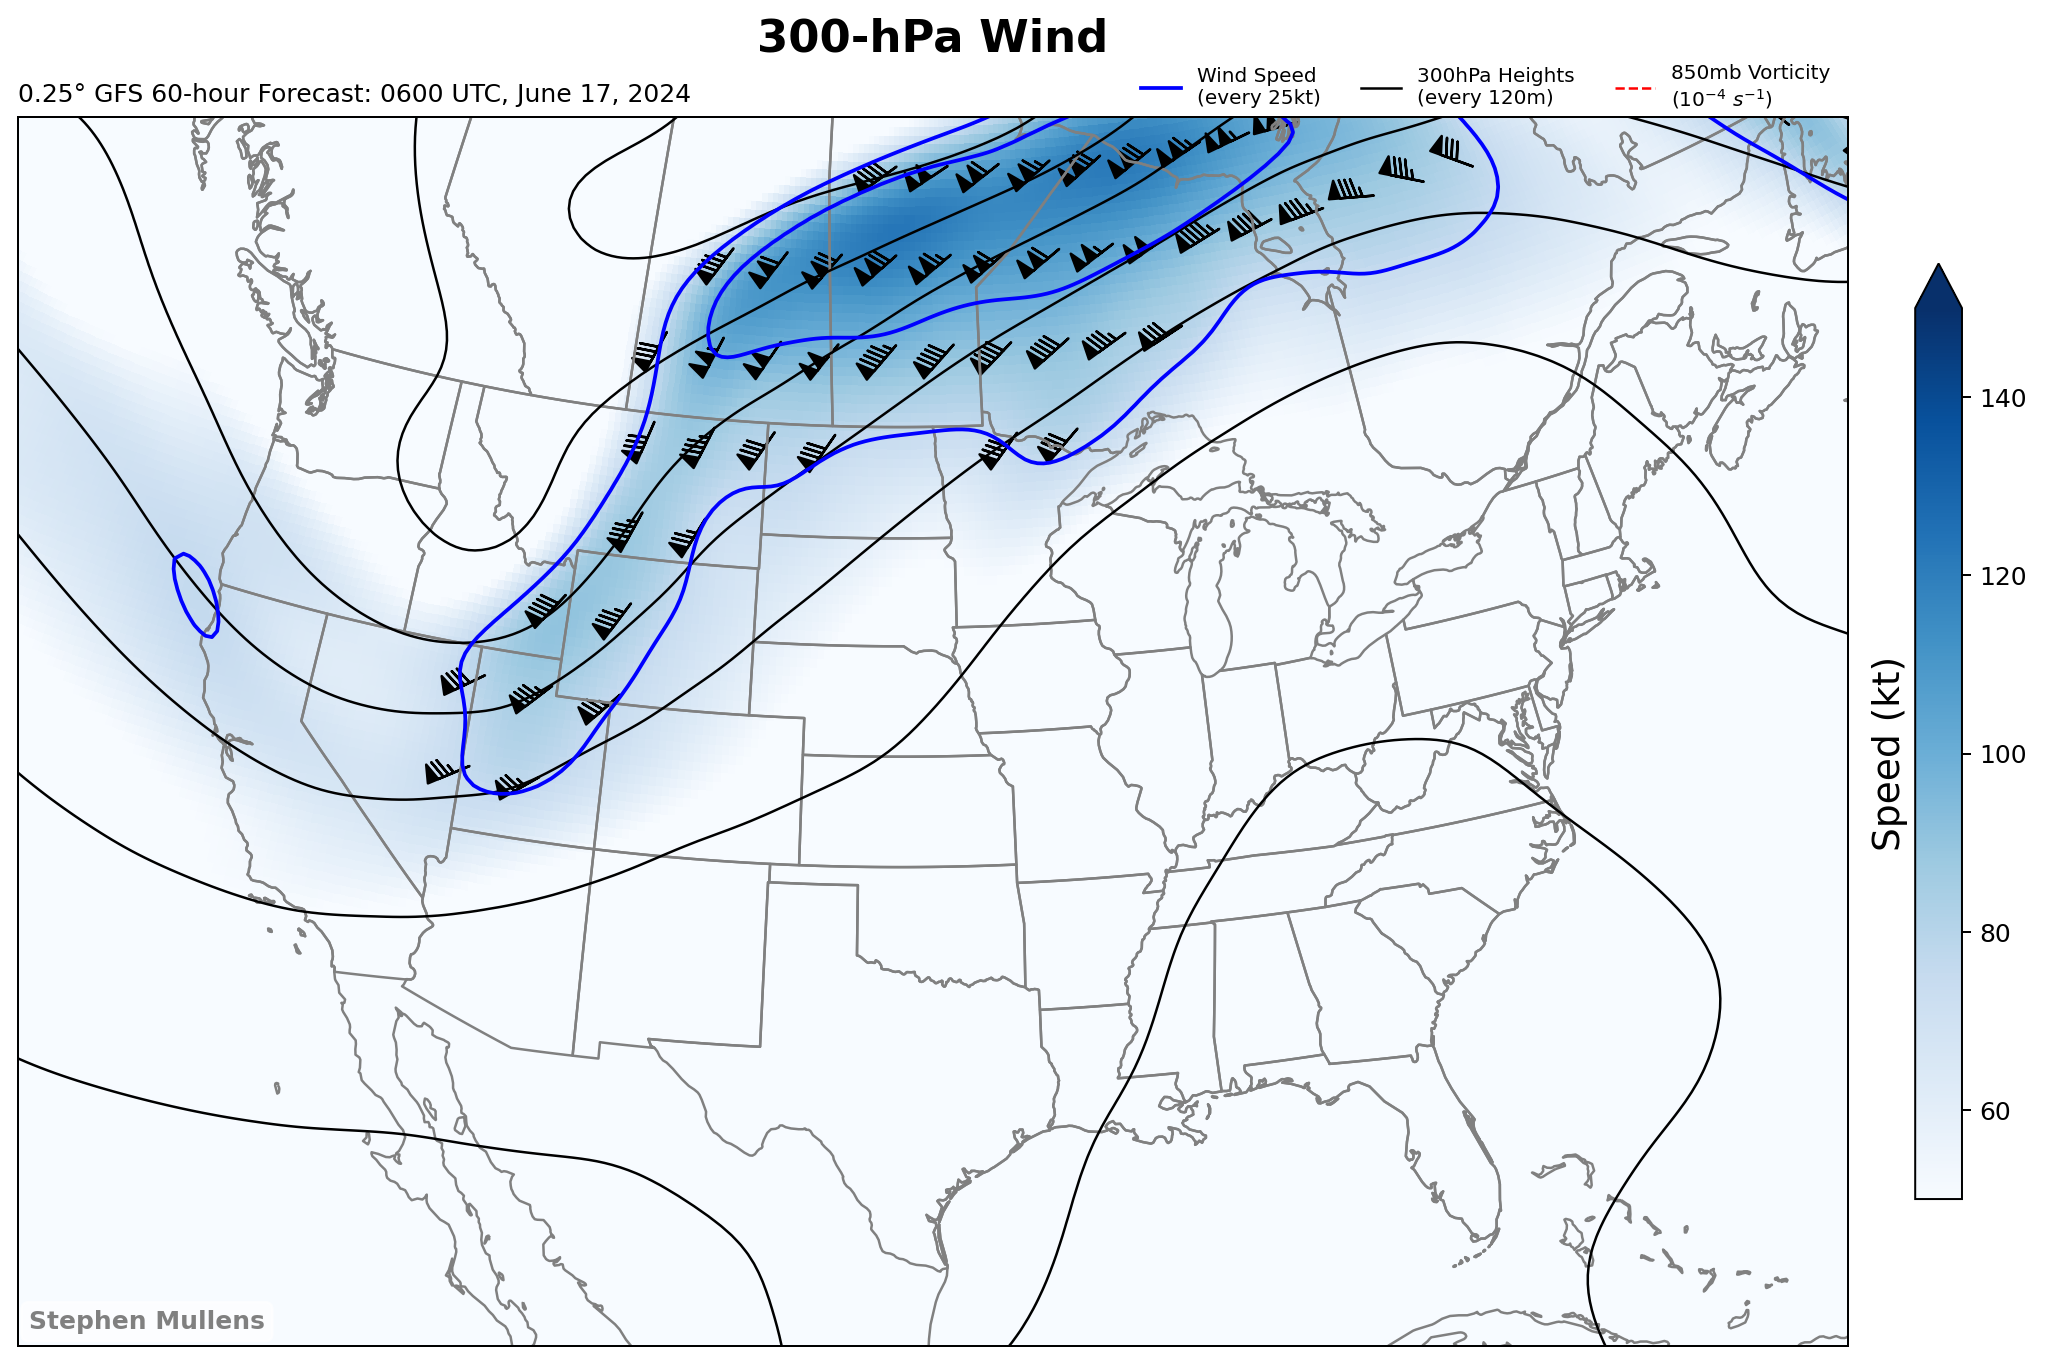 300-hPa Wind
0.25° GFS 60-hour Forecast: 0600 UTC, June 17, 2024
Wind Speed
(every 25kt)
300hPa Heights
(every 120m)
850mb Vorticity
(10⁻⁴ s⁻¹)
140
120
100
80
60
Speed (kt)
Stephen Mullens